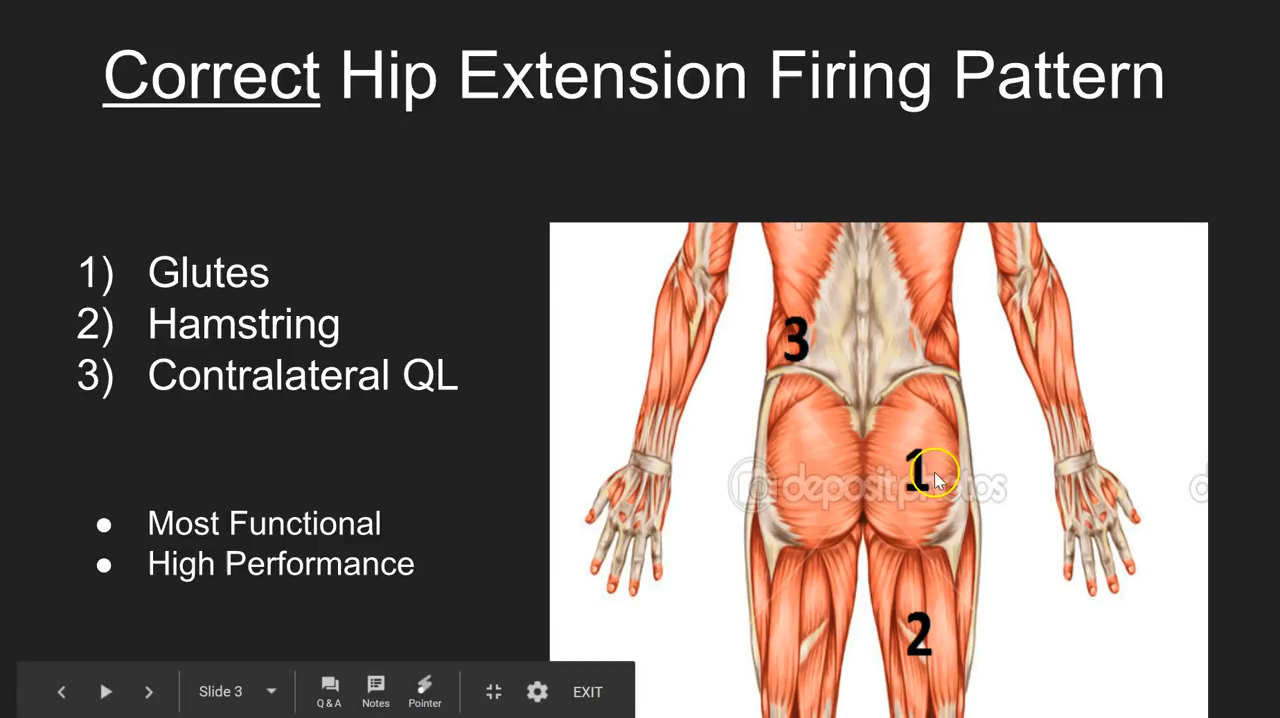 Correct Hip Extension Firing Pattern
1) Glutes
2) Hamstring
3) Contralateral QL
● Most Functional
● High Performance
3
1
depositphotos
2
Slide 3
Q & A
Notes
Pointer
EXIT